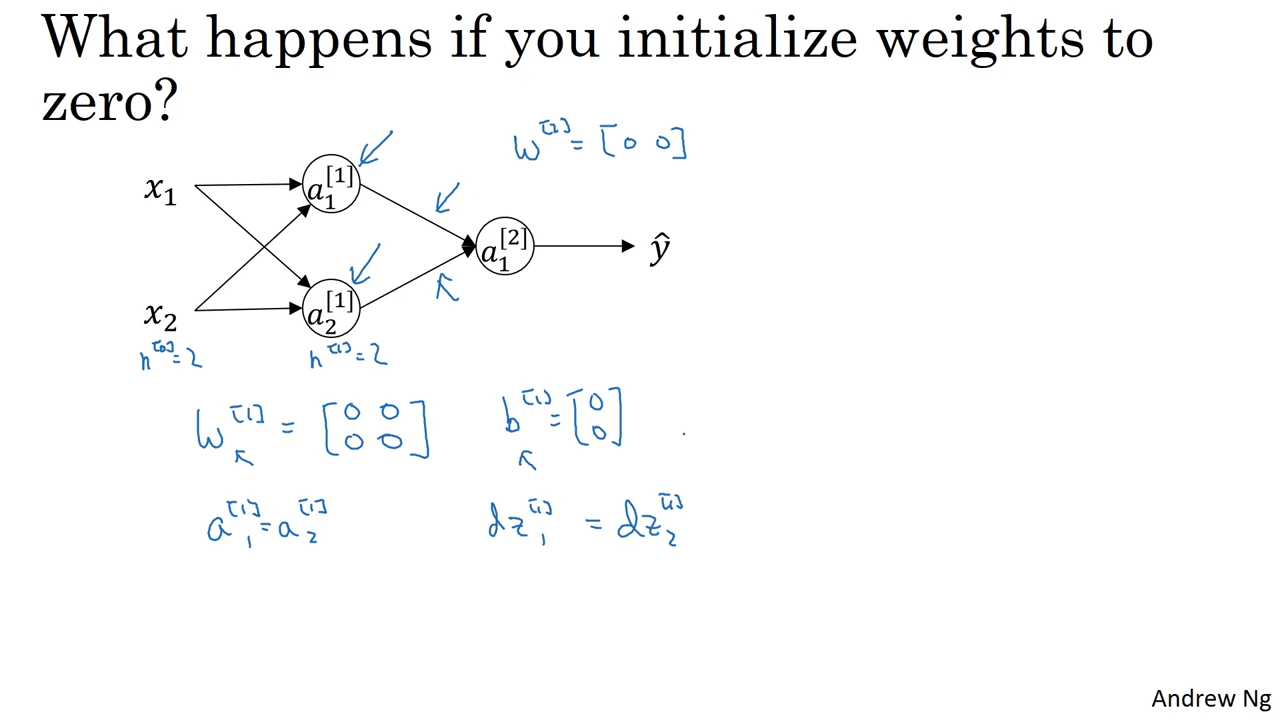 What happens if you initialize weights to
zero?
w^[2] = [0 0]
x₁
a₁^[1]
a₁^[2]
ŷ
x₂
a₂^[1]
n^[0] = 2
n^[1] = 2
w^[1] = [0 0
0 0]
b^[1] = [0
0]
a₁^[1] = a₂^[1]
dz₁^[1] = dz₂^[1]
Andrew Ng